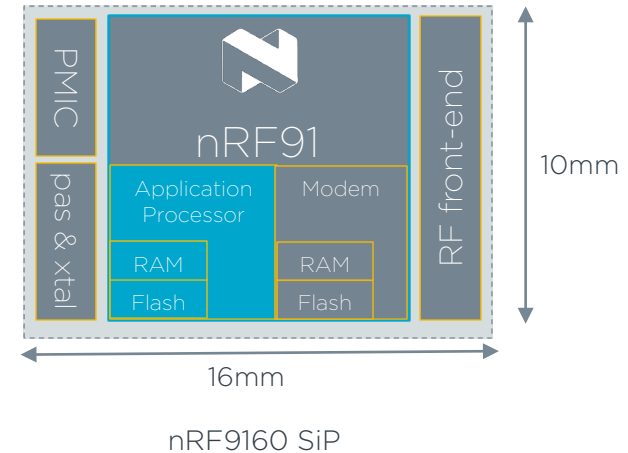 PMIC
pas & xtal
nRF91
Application
Processor
RAM
Flash
Modem
RAM
Flash
RF front-end
10mm
16mm
nRF9160 SiP